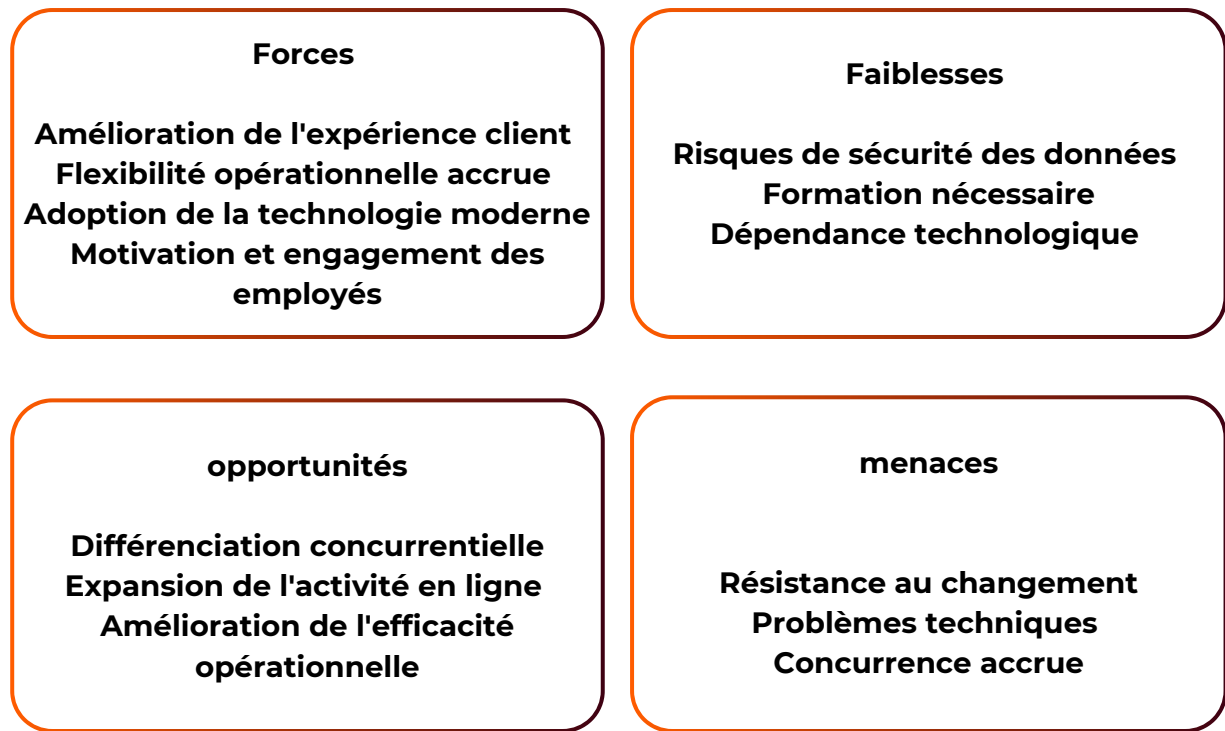 Forces
Amélioration de l'expérience client
Flexibilité opérationnelle accrue
Adoption de la technologie moderne
Motivation et engagement des
employés
Faiblesses
Risques de sécurité des données
Formation nécessaire
Dépendance technologique
opportunités
Différenciation concurrentielle
Expansion de l'activité en ligne
Amélioration de l'efficacité
opérationnelle
menaces
Résistance au changement
Problèmes techniques
Concurrence accrue